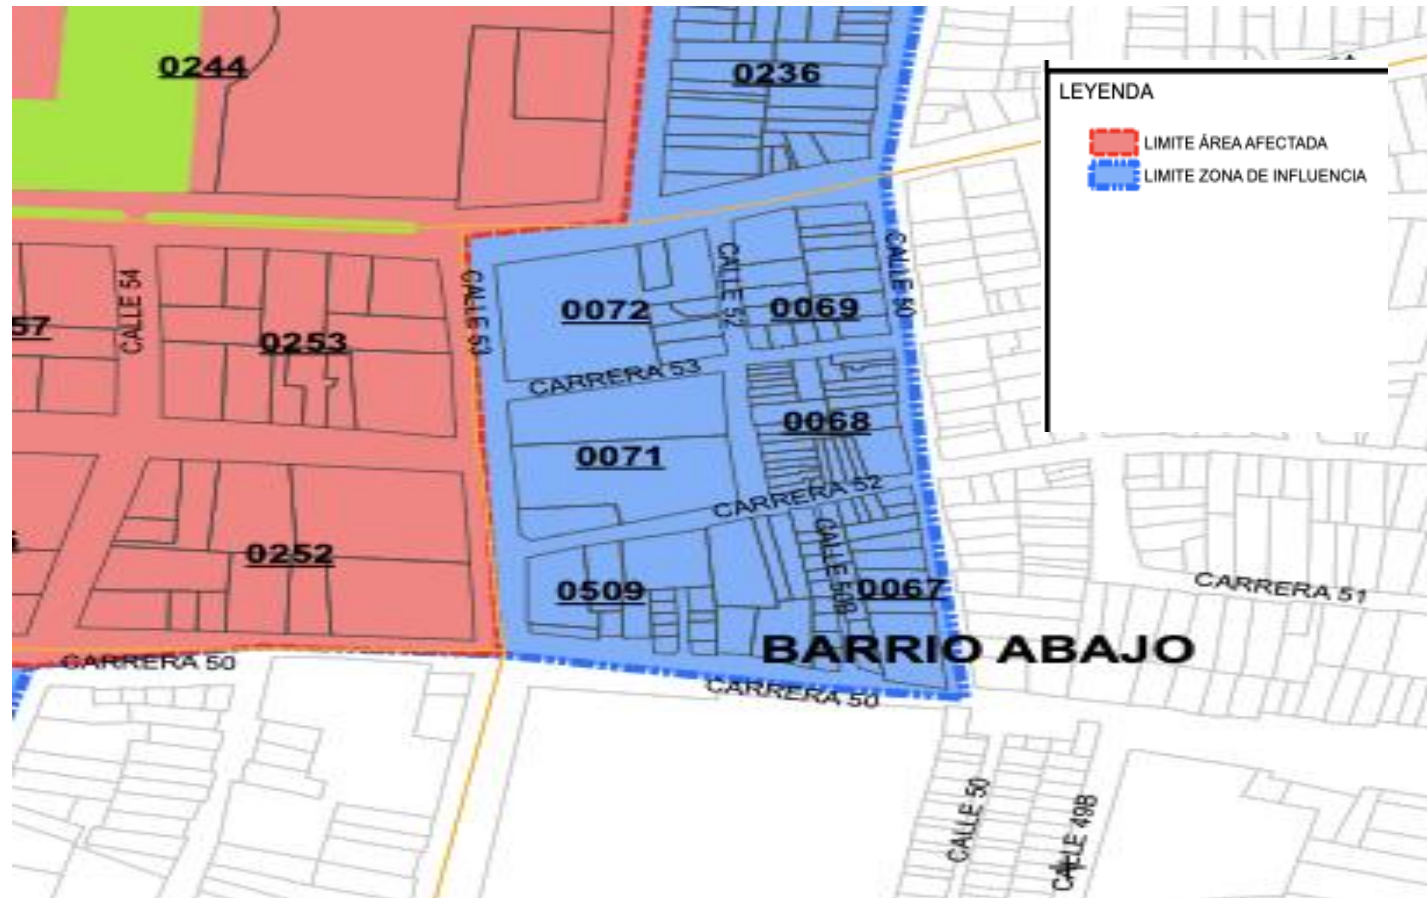 0244
0236
LEYENDA
LIMITE ÁREA AFECTADA
LIMITE ZONA DE INFLUENCIA
CALLE 54
CALLE 53
CALLE 52
CALLE 50
57
0253
0072
0069
CARRERA 53
0068
0071
CARRERA 52
0252
0509
CALLE 50B
0067
CARRERA 51
BARRIO ABAJO
CARRERA 50
CARRERA 50
CALLE 50
CALLE 49B